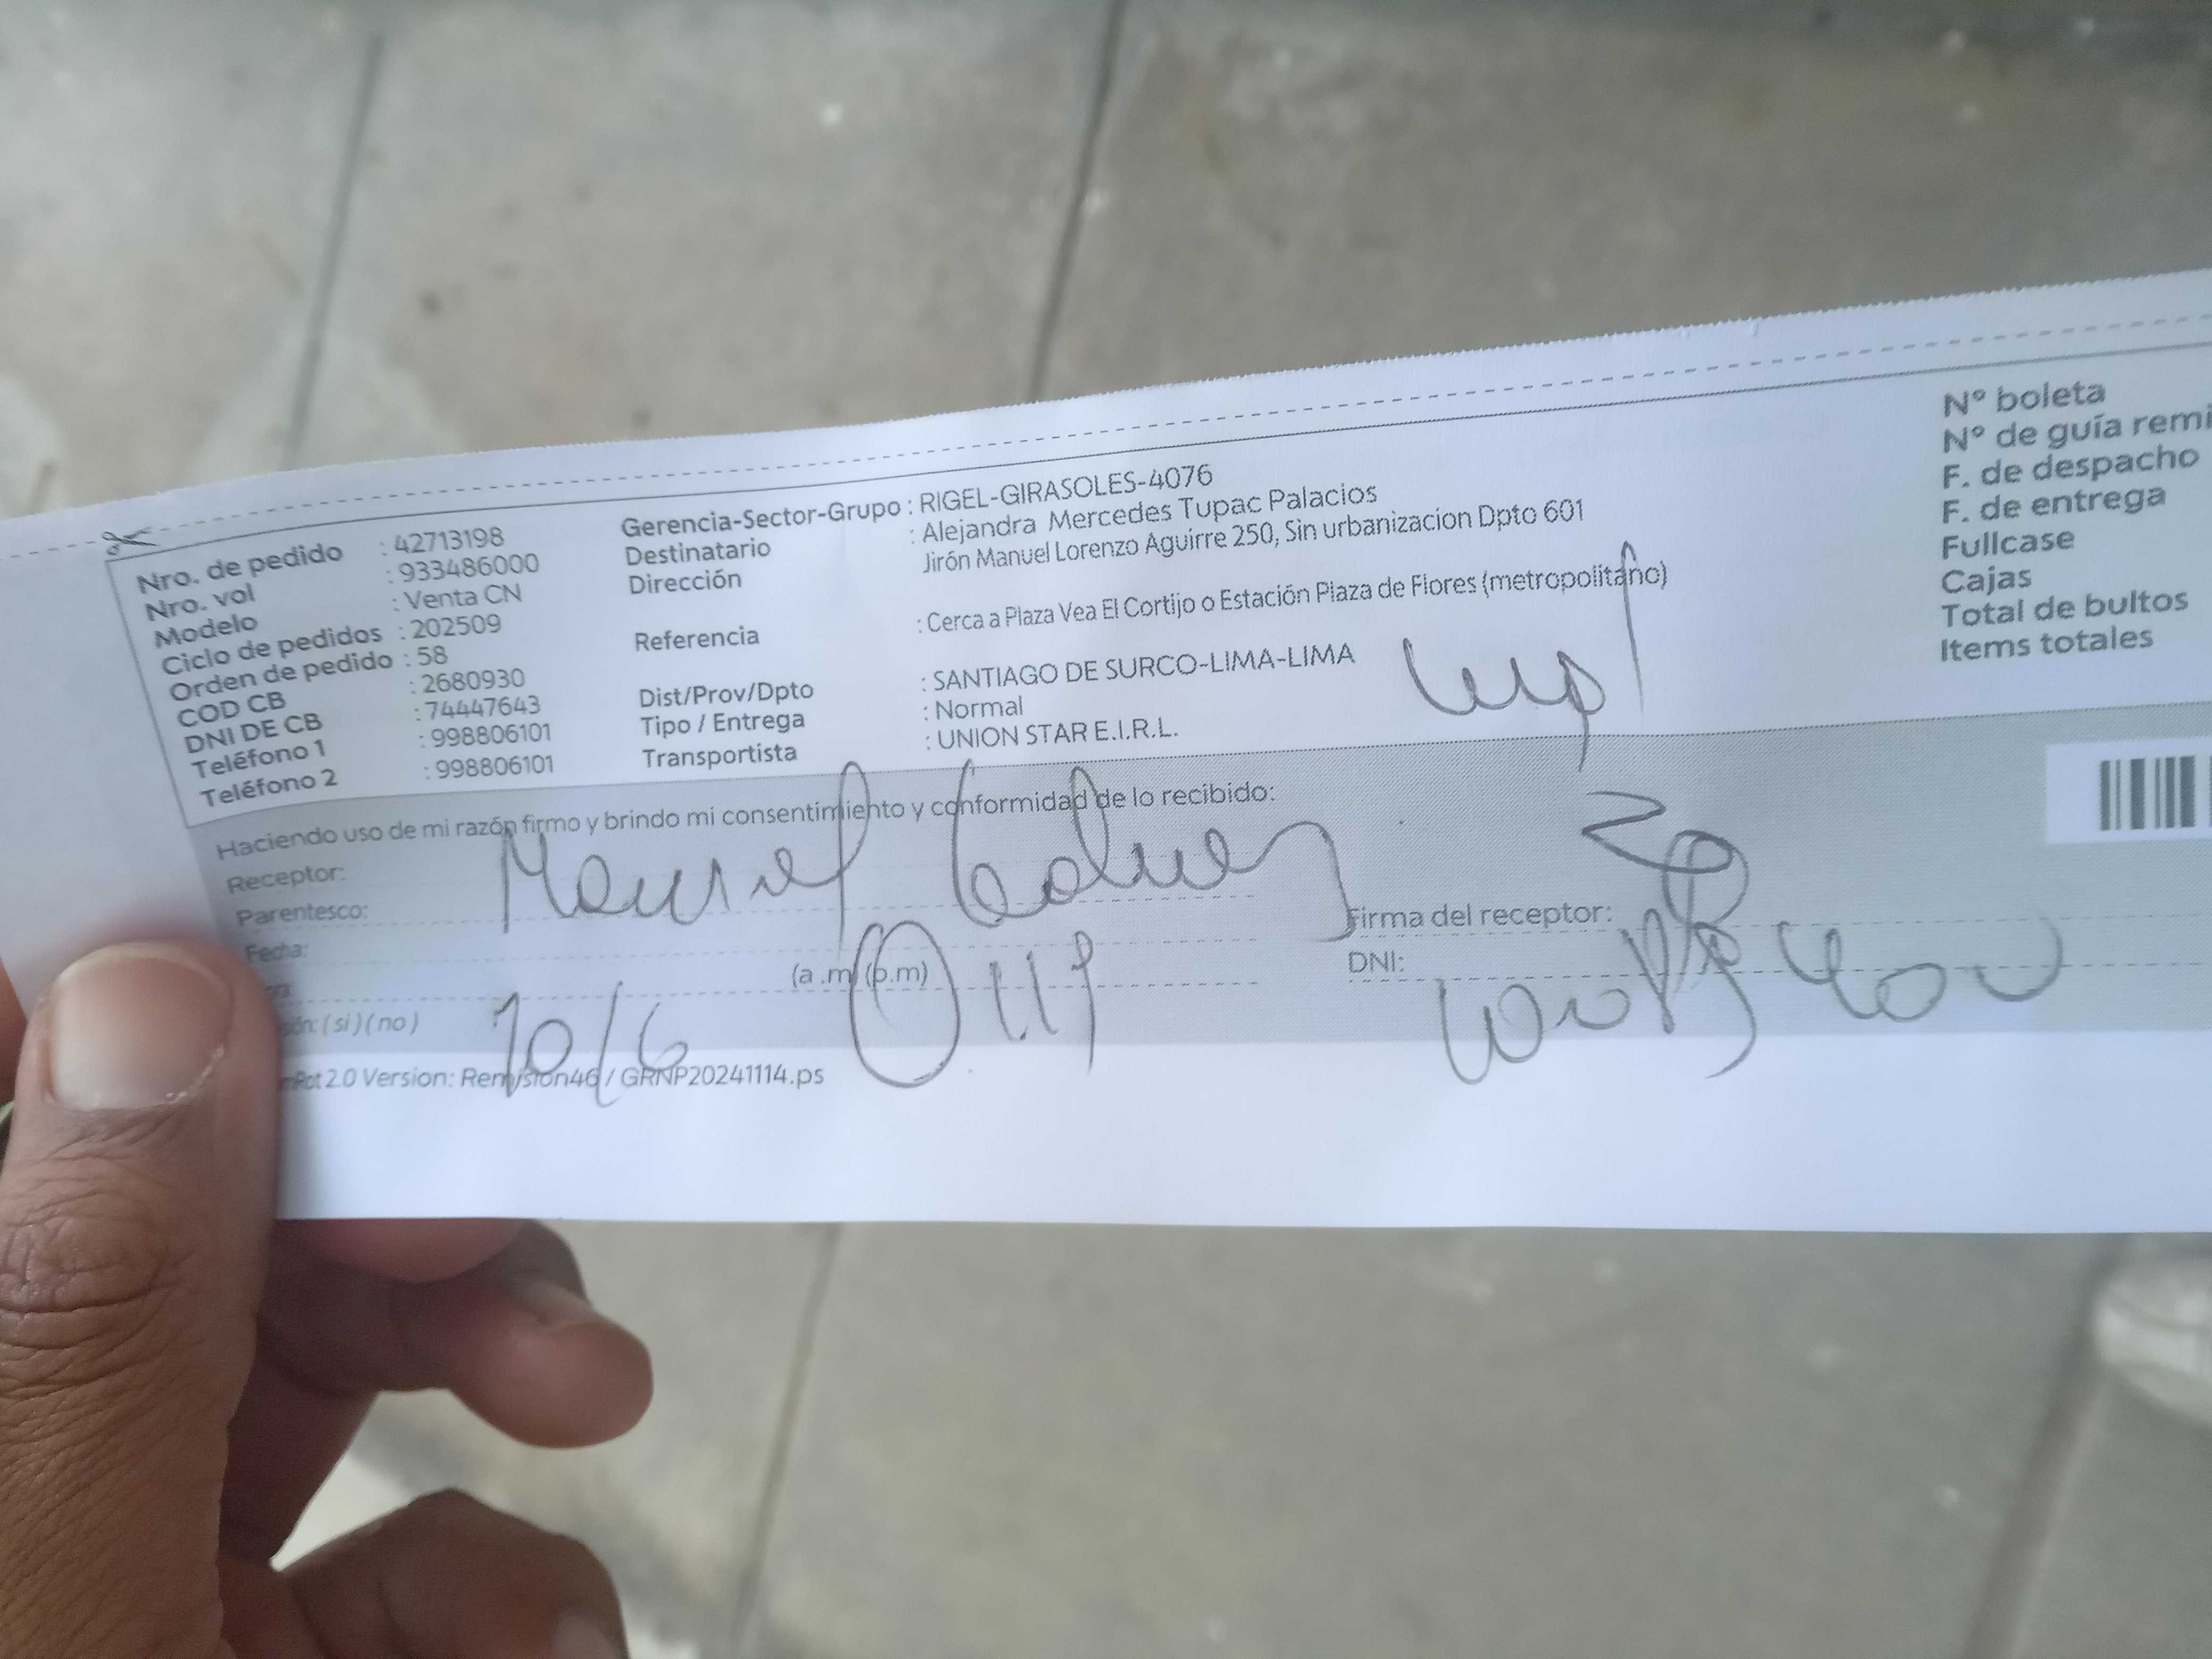 Nro. de pedido : 42713198
Nro. vol : 933486000
Modelo : Venta CN
Ciclo de pedidos : 202509
Orden de pedido : 58
COD CB : 2680930
DNI DE CB : 74447643
Teléfono 1 : 998806101
Teléfono 2 : 998806101
Gerencia-Sector-Grupo : RIGEL-GIRASOLES-4076
Destinatario : Alejandra Mercedes Tupac Palacios
Dirección Jirón Manuel Lorenzo Aguirre 250, Sin urbanizacion Dpto 601
Referencia : Cerca a Plaza Vea El Cortijo o Estación Plaza de Flores (metropolitano)
Dist/Prov/Dpto : SANTIAGO DE SURCO-LIMA-LIMA
Tipo / Entrega : Normal
Transportista : UNION STAR E.I.R.L.
N° boleta
N° de guía remi
F. de despacho
F. de entrega
Fullcase
Cajas
Total de bultos
Items totales
Haciendo uso de mi razón firmo y brindo mi consentimiento y conformidad de lo recibido:
Receptor:
Parentesco:
Firma del receptor:
Fecha:
(a.m) (p.m)
DNI:
(si) (no)
10/6
2.0 Version: Remision46 / GRNP20241114.ps